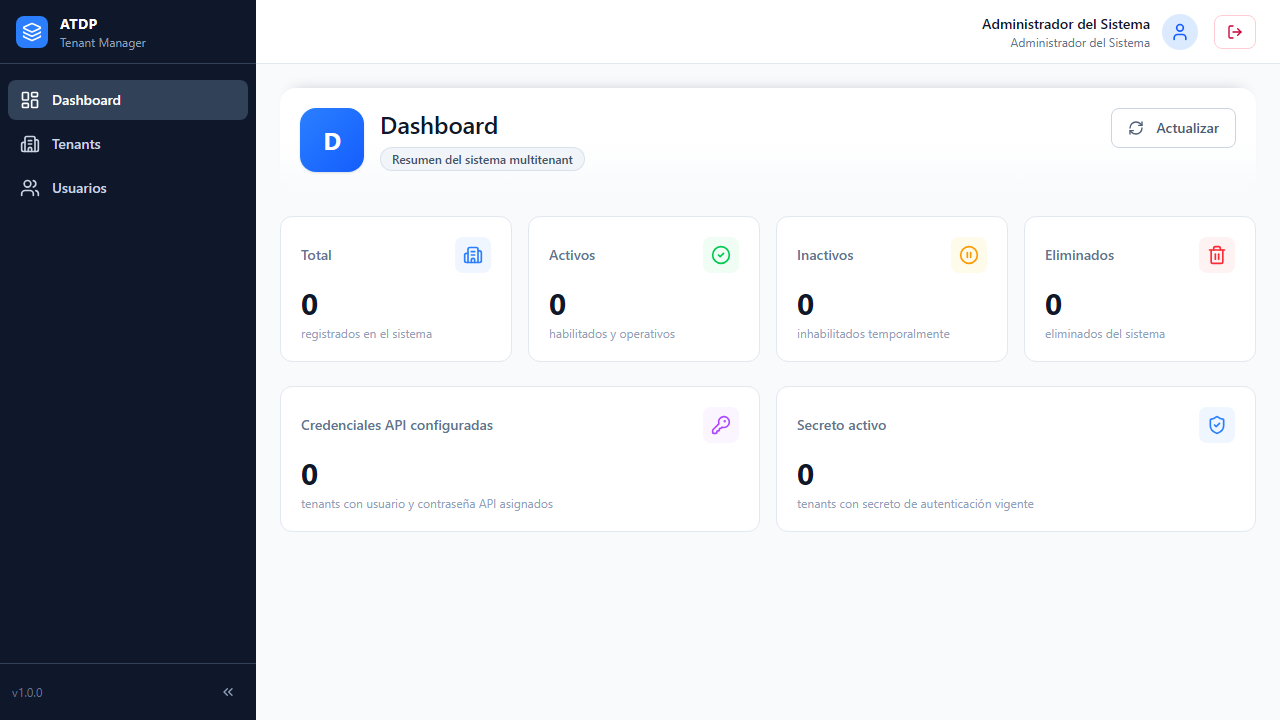 ATDP
Tenant Manager
Dashboard
Tenants
Usuarios
v1.0.0
Administrador del Sistema
Administrador del Sistema
D
Dashboard
Resumen del sistema multitenant
Actualizar
Total
0
registrados en el sistema
Activos
0
habilitados y operativos
Inactivos
0
inhabilitados temporalmente
Eliminados
0
eliminados del sistema
Credenciales API configuradas
0
tenants con usuario y contraseña API asignados
Secreto activo
0
tenants con secreto de autenticación vigente